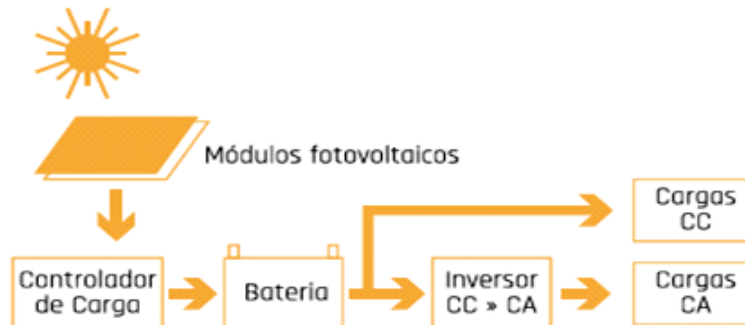 Módulos fotovoltaicos
Cargas
CC
Controlador
de Carga
Bateria
Inversor
CC » CA
Cargas
CA